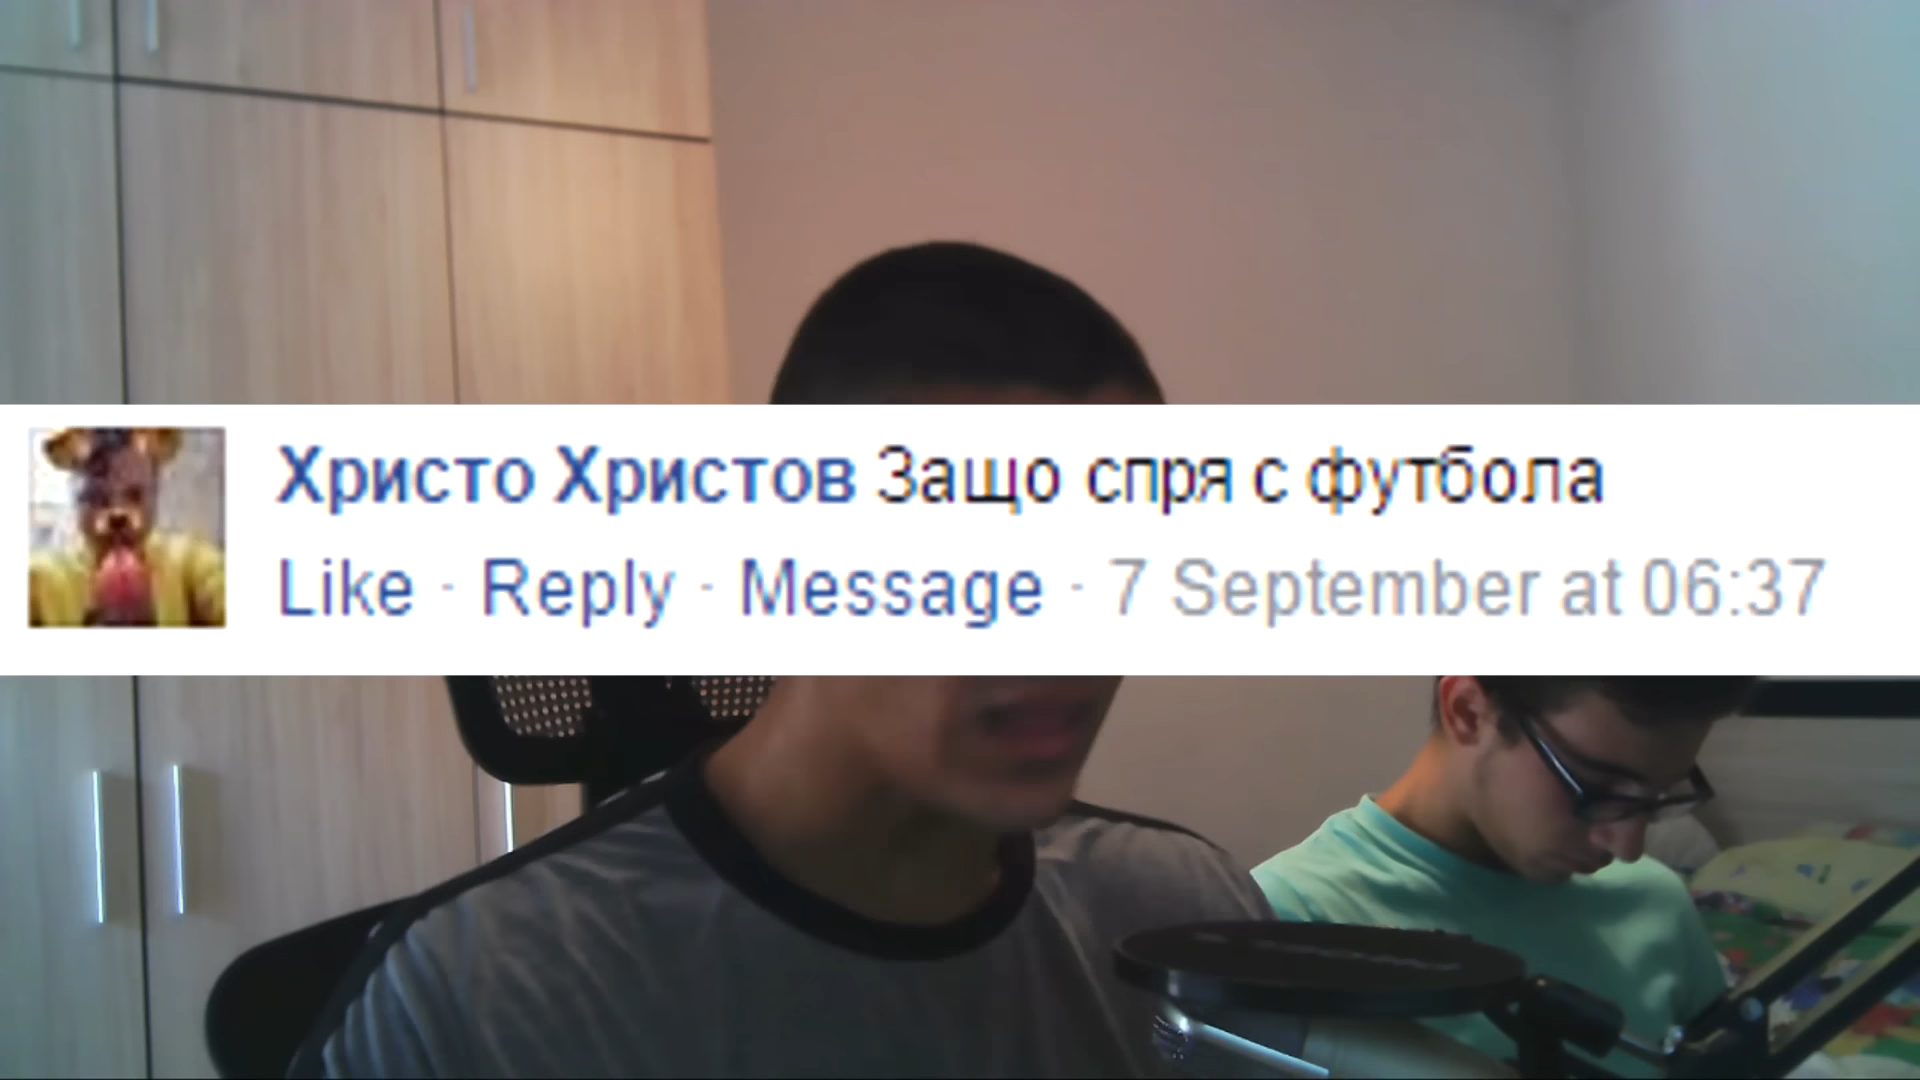 Христо Христов Защо спря с футбола
Like · Reply · Message · 7 September at 06:37